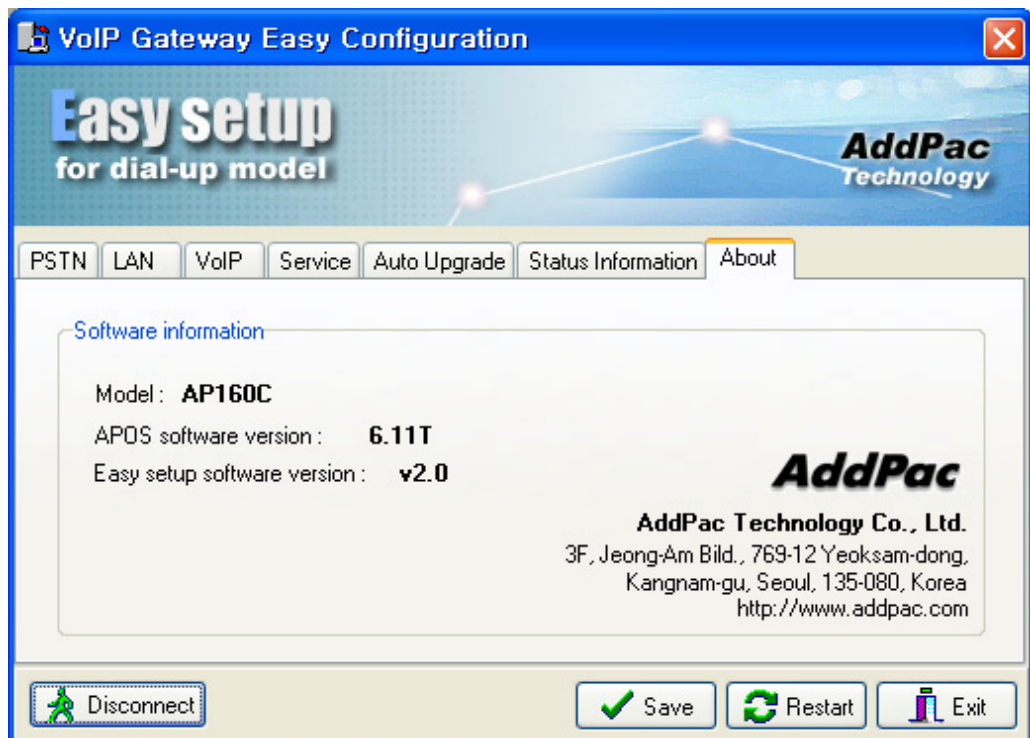 VoIP Gateway Easy Configuration
Easy setup
for dial-up model
AddPac
Technology
PSTN LAN VoIP Service Auto Upgrade Status Information About
Software information
Model : AP160C
APOS software version : 6.11T
Easy setup software version : v2.0
AddPac
AddPac Technology Co., Ltd.
3F, Jeong-Am Bild., 769-12 Yeoksam-dong,
Kangnam-gu, Seoul, 135-080, Korea
http://www.addpac.com
Disconnect Save Restart Exit